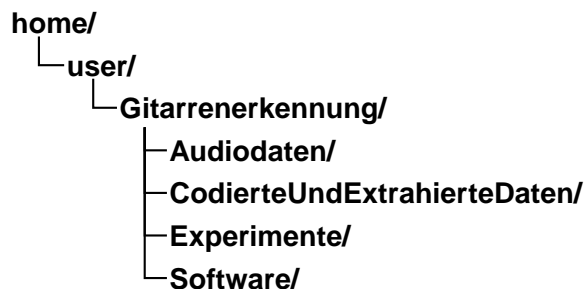 home/
user/
Gitarrenerkennung/
Audiodaten/
CodierteUndExtrahierteDaten/
Experimente/
Software/